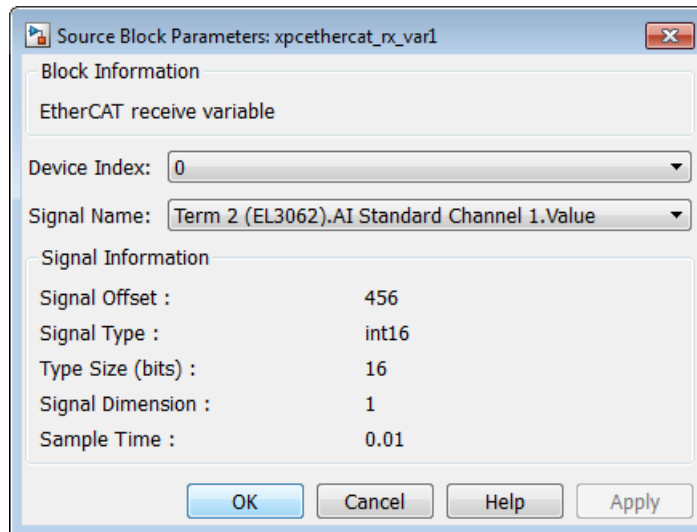 Source Block Parameters: xpcethercat_rx_var1
Block Information
EtherCAT receive variable
Device Index: 0
Signal Name: Term 2 (EL3062).AI Standard Channel 1.Value
Signal Information
Signal Offset : 456
Signal Type : int16
Type Size (bits) : 16
Signal Dimension : 1
Sample Time : 0.01
OK Cancel Help Apply